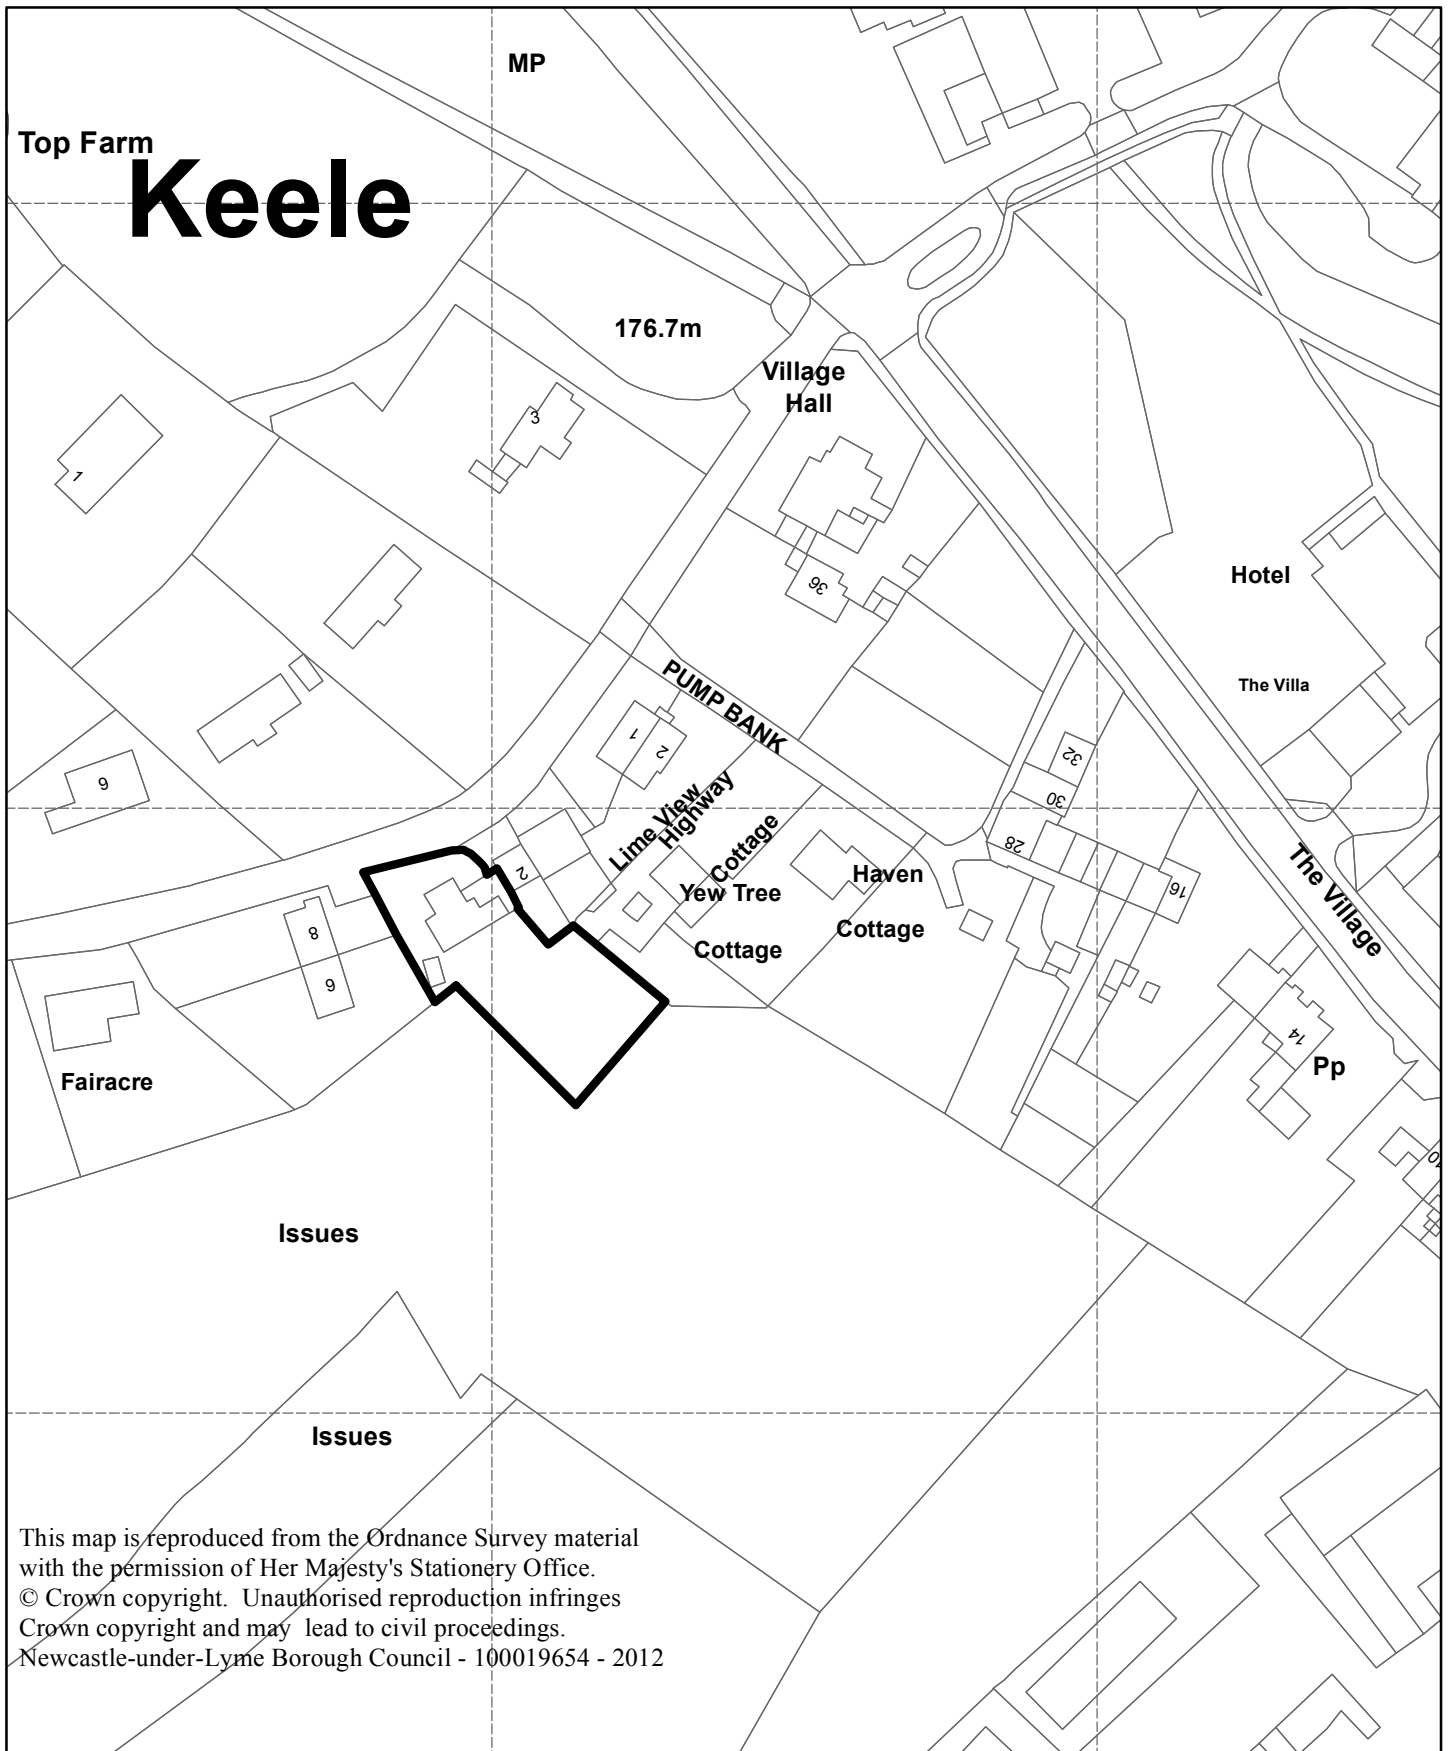 MP
Top Farm
Keele
176.7m
Village
Hall
3
1
36
Hotel
PUMP BANK
The Villa
1
2
32
9
30
Lime View
Highway
Cottage
28
2
Haven
Yew Tree
16
The Village
8
Cottage
Cottage
6
14
Pp
Fairacre
10
Issues
Issues
This map is reproduced from the Ordnance Survey material
with the permission of Her Majesty's Stationery Office.
© Crown copyright. Unauthorised reproduction infringes
Crown copyright and may lead to civil proceedings.
Newcastle-under-Lyme Borough Council - 100019654 - 2012